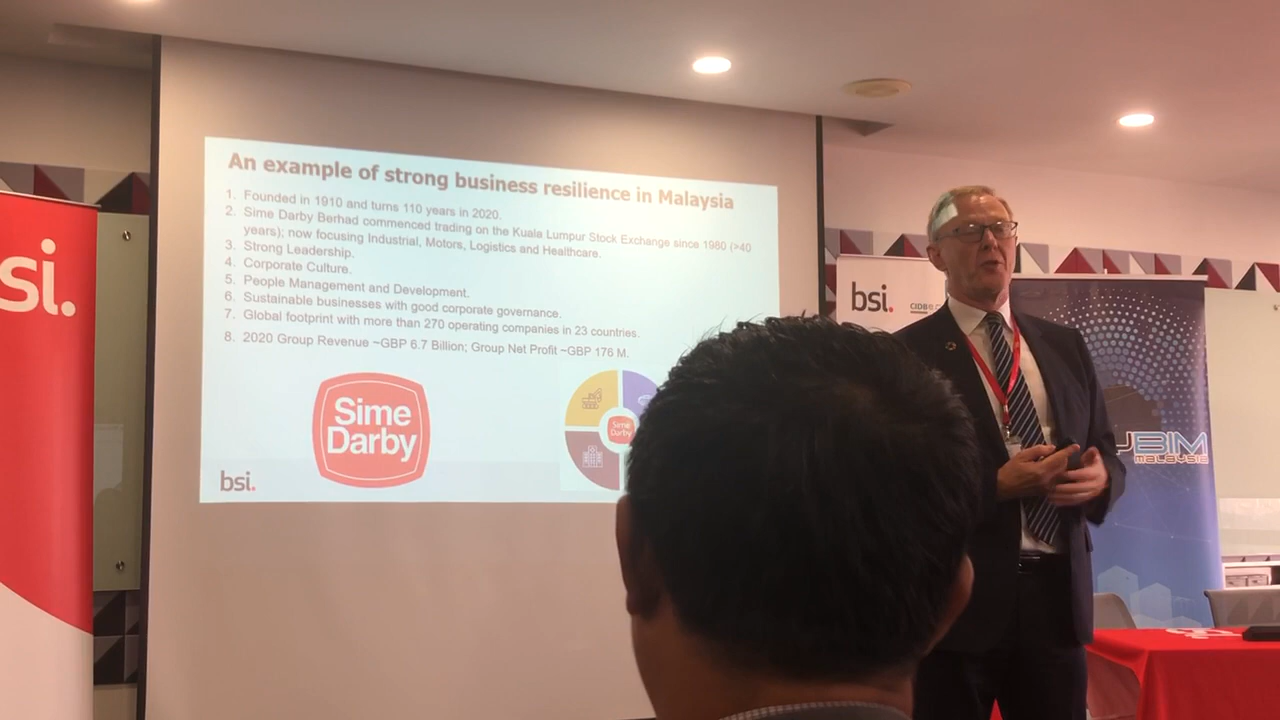 An example of strong business resilience in Malaysia
1. Founded in 1910 and turns 110 years in 2020.
2. Sime Darby Berhad commenced trading on the Kuala Lumpur Stock Exchange since 1980 (>40
years); now focusing Industrial, Motors, Logistics and Healthcare.
3. Strong Leadership.
4. Corporate Culture.
5. People Management and Development.
6. Sustainable businesses with good corporate governance.
7. Global footprint with more than 270 operating companies in 23 countries.
8. 2020 Group Revenue ~GBP 6.7 Billion; Group Net Profit ~GBP 176 M.
Sime
Darby
Sime
Darby
bsi.
si.
bsi.
CIDB
BIM
MALAYSIA